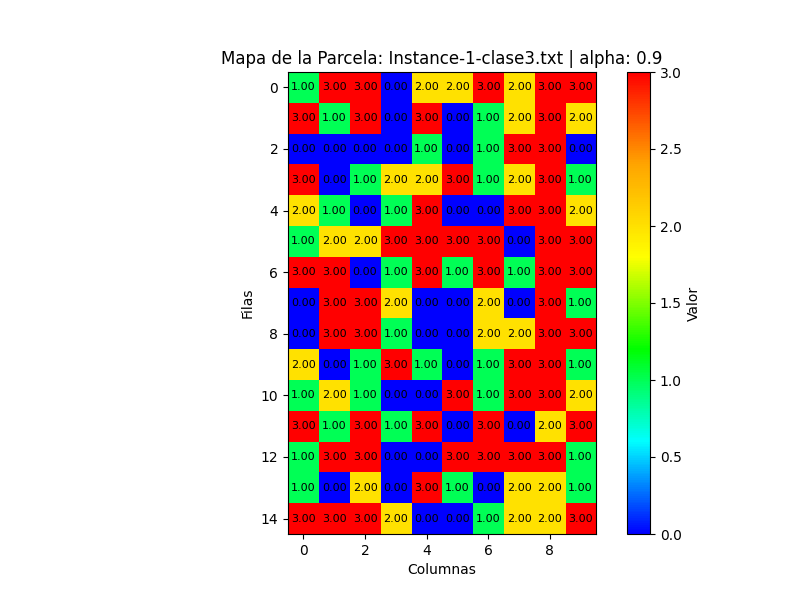 Mapa de la Parcela: Instance-1-clase3.txt | alpha: 0.9
0 1.00 3.00 3.00 0.00 2.00 2.00 3.00 2.00 3.00 3.00 3.0
3.00 1.00 3.00 0.00 3.00 0.00 1.00 2.00 3.00 2.00
2 0.00 0.00 0.00 0.00 1.00 0.00 1.00 3.00 3.00 0.00 2.5
3.00 0.00 1.00 2.00 2.00 3.00 1.00 2.00 3.00 1.00
4 2.00 1.00 0.00 1.00 3.00 0.00 0.00 3.00 3.00 2.00 2.0
1.00 2.00 2.00 3.00 3.00 3.00 3.00 0.00 3.00 3.00
6 3.00 3.00 0.00 1.00 3.00 1.00 3.00 1.00 3.00 3.00
Filas
0.00 3.00 3.00 2.00 0.00 0.00 2.00 0.00 3.00 1.00 1.5
Valor
8 0.00 3.00 3.00 1.00 0.00 0.00 2.00 2.00 3.00 3.00
2.00 0.00 1.00 3.00 1.00 0.00 1.00 3.00 3.00 1.00 1.0
10 1.00 2.00 1.00 0.00 0.00 3.00 1.00 3.00 3.00 2.00
3.00 1.00 3.00 1.00 3.00 0.00 3.00 0.00 2.00 3.00
12 1.00 3.00 3.00 0.00 0.00 3.00 3.00 3.00 3.00 1.00 0.5
1.00 0.00 2.00 0.00 3.00 1.00 0.00 2.00 2.00 1.00
14 3.00 3.00 3.00 2.00 0.00 0.00 1.00 2.00 2.00 3.00 0.0
0 2 4 6 8
Columnas